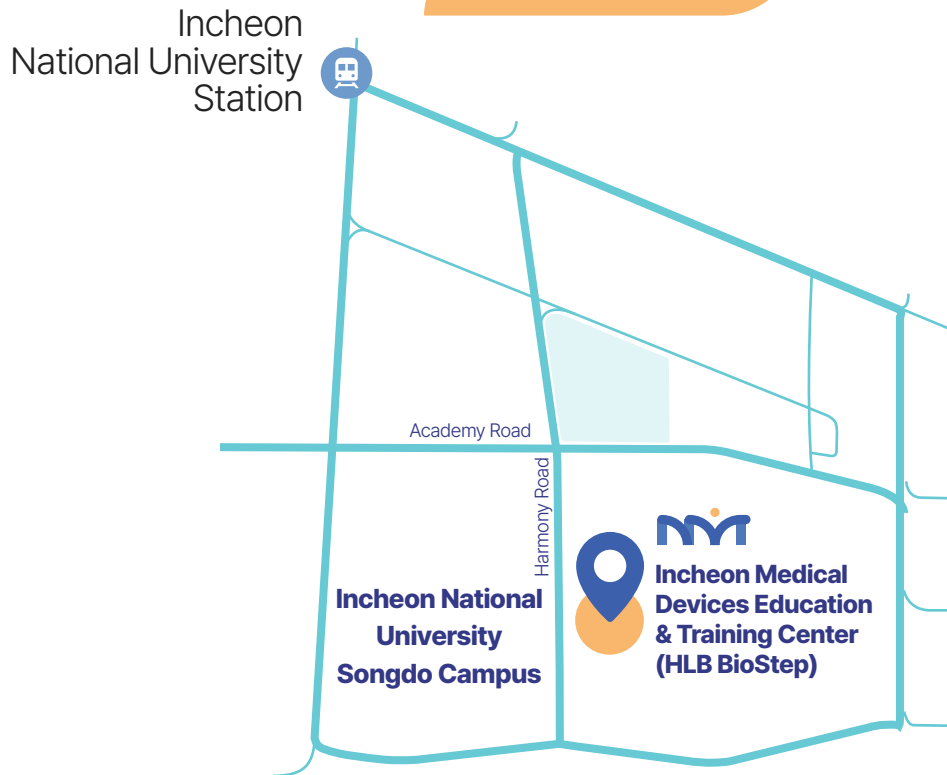 Incheon
National University
Station
Academy Road
Harmony Road
Incheon National
University
Songdo Campus
Incheon Medical
Devices Education
& Training Center
(HLB BioStep)